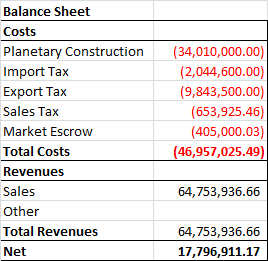 Balance Sheet
Costs
Planetary Construction (34,010,000.00)
Import Tax (2,044,600.00)
Export Tax (9,843,500.00)
Sales Tax (653,925.46)
Market Escrow (405,000.03)
Total Costs (46,957,025.49)
Revenues
Sales 64,753,936.66
Other
Total Revenues 64,753,936.66
Net 17,796,911.17